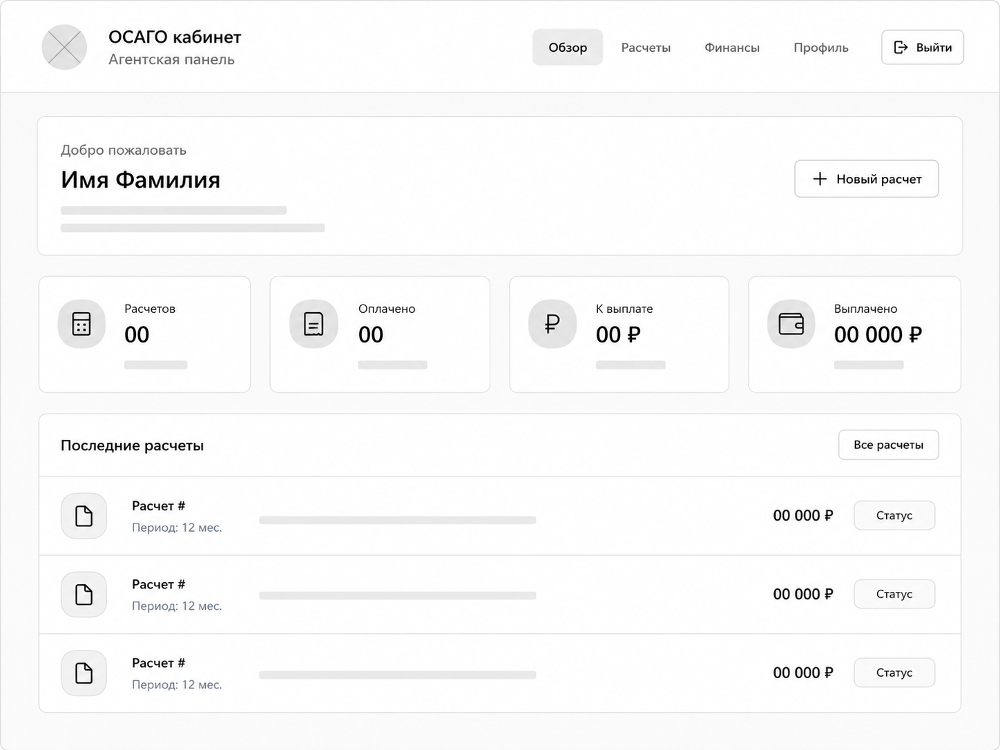 ОСАГО кабинет
Агентская панель
Обзор
Расчеты
Финансы
Профиль
Выйти
Добро пожаловать
Имя Фамилия
Новый расчет
Расчетов
00
Оплачено
00
К выплате
00 ₽
Выплачено
00 000 ₽
Последние расчеты
Все расчеты
Расчет #
Период: 12 мес.
00 000 ₽
Статус
Расчет #
Период: 12 мес.
00 000 ₽
Статус
Расчет #
Период: 12 мес.
00 000 ₽
Статус